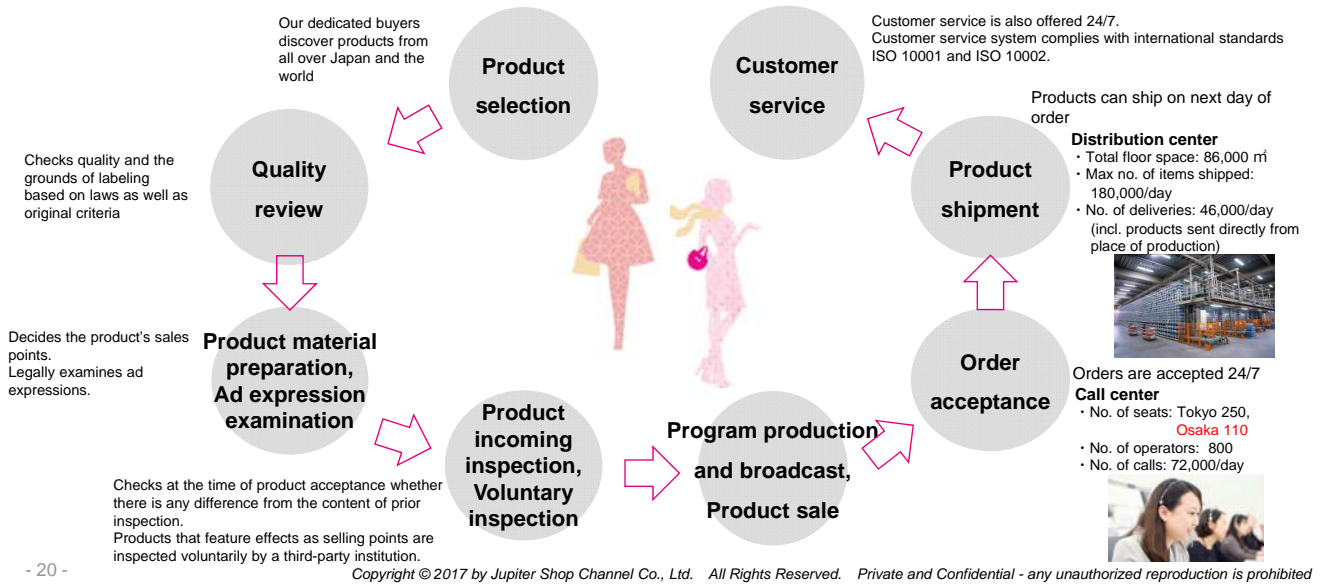 Our dedicated buyers
discover products from
all over Japan and the
world
Product
selection
Checks quality and the
grounds of labeling
based on laws as well as
original criteria
Quality
review
Decides the product's sales
points.
Legally examines ad
expressions.
Product material
preparation,
Ad expression
examination
Checks at the time of product acceptance whether
there is any difference from the content of prior
inspection.
Products that feature effects as selling points are
inspected voluntarily by a third-party institution.
Product
incoming
inspection,
Voluntary
inspection
Program production
and broadcast,
Product sale
Order
acceptance
Orders are accepted 24/7
Call center
・No. of seats: Tokyo 250,
Osaka 110
・No. of operators: 800
・No. of calls: 72,000/day
Product
shipment
Products can ship on next day of
order
Distribution center
・Total floor space: 86,000 ㎡
・Max no. of items shipped:
180,000/day
・No. of deliveries: 46,000/day
(incl. products sent directly from
place of production)
Customer
service
Customer service is also offered 24/7.
Customer service system complies with international standards
ISO 10001 and ISO 10002.
- 20 -
Copyright © 2017 by Jupiter Shop Channel Co., Ltd. All Rights Reserved. Private and Confidential - any unauthorized reproduction is prohibited